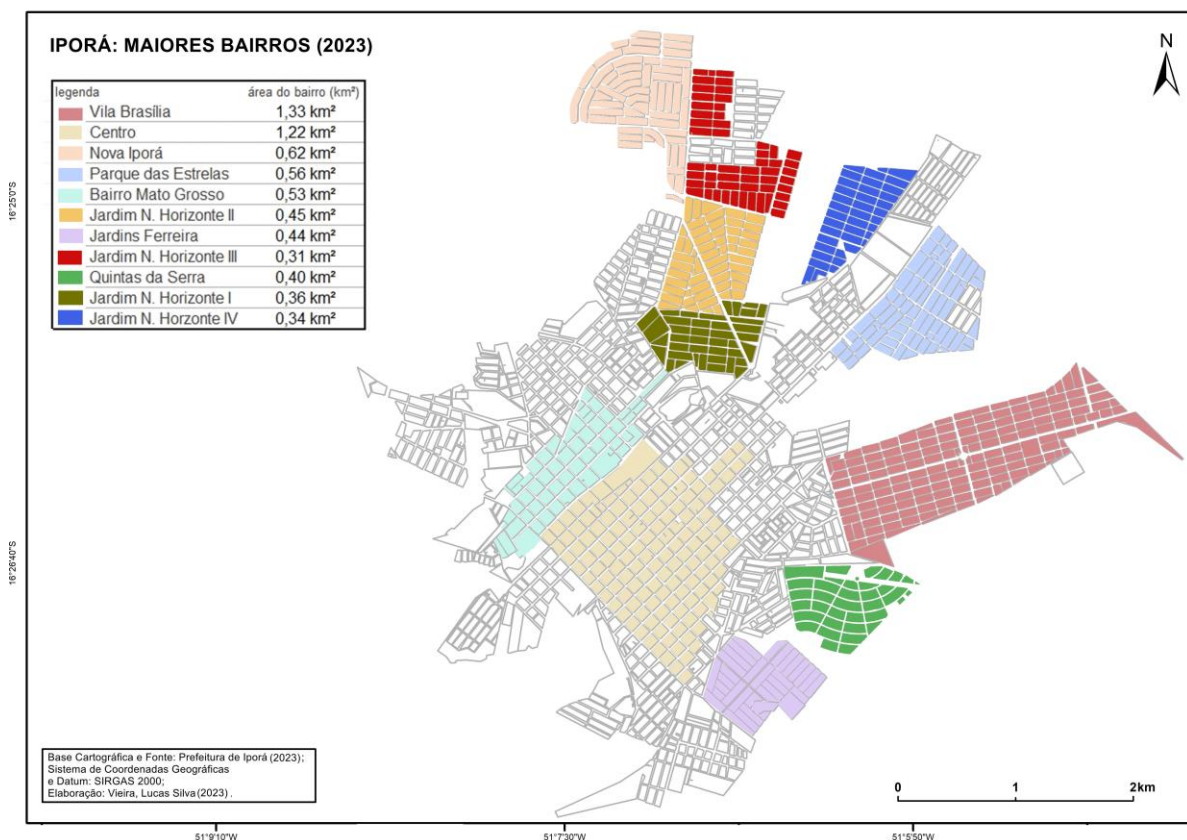 IPORÁ: MAIORES BAIRROS (2023)
N
legenda área do bairro (km²)
Vila Brasília 1,33 km²
Centro 1,22 km²
Nova Iporá 0,62 km²
Parque das Estrelas 0,56 km²
Bairro Mato Grosso 0,53 km²
Jardim N. Horizonte II 0,45 km²
Jardins Ferreira 0,44 km²
Jardim N. Horizonte III 0,31 km²
Quintas da Serra 0,40 km²
Jardim N. Horizonte I 0,36 km²
Jardim N. Horzonte IV 0,34 km²
16°25'0"S
16°26'40"S
Base Cartográfica e Fonte: Prefeitura de Iporá (2023);
Sistema de Coordenadas Geográficas
e Datum: SIRGAS 2000;
Elaboração: Vieira, Lucas Silva (2023) .
0 1 2km
51°9'10"W 51°7'30"W 51°5'50"W